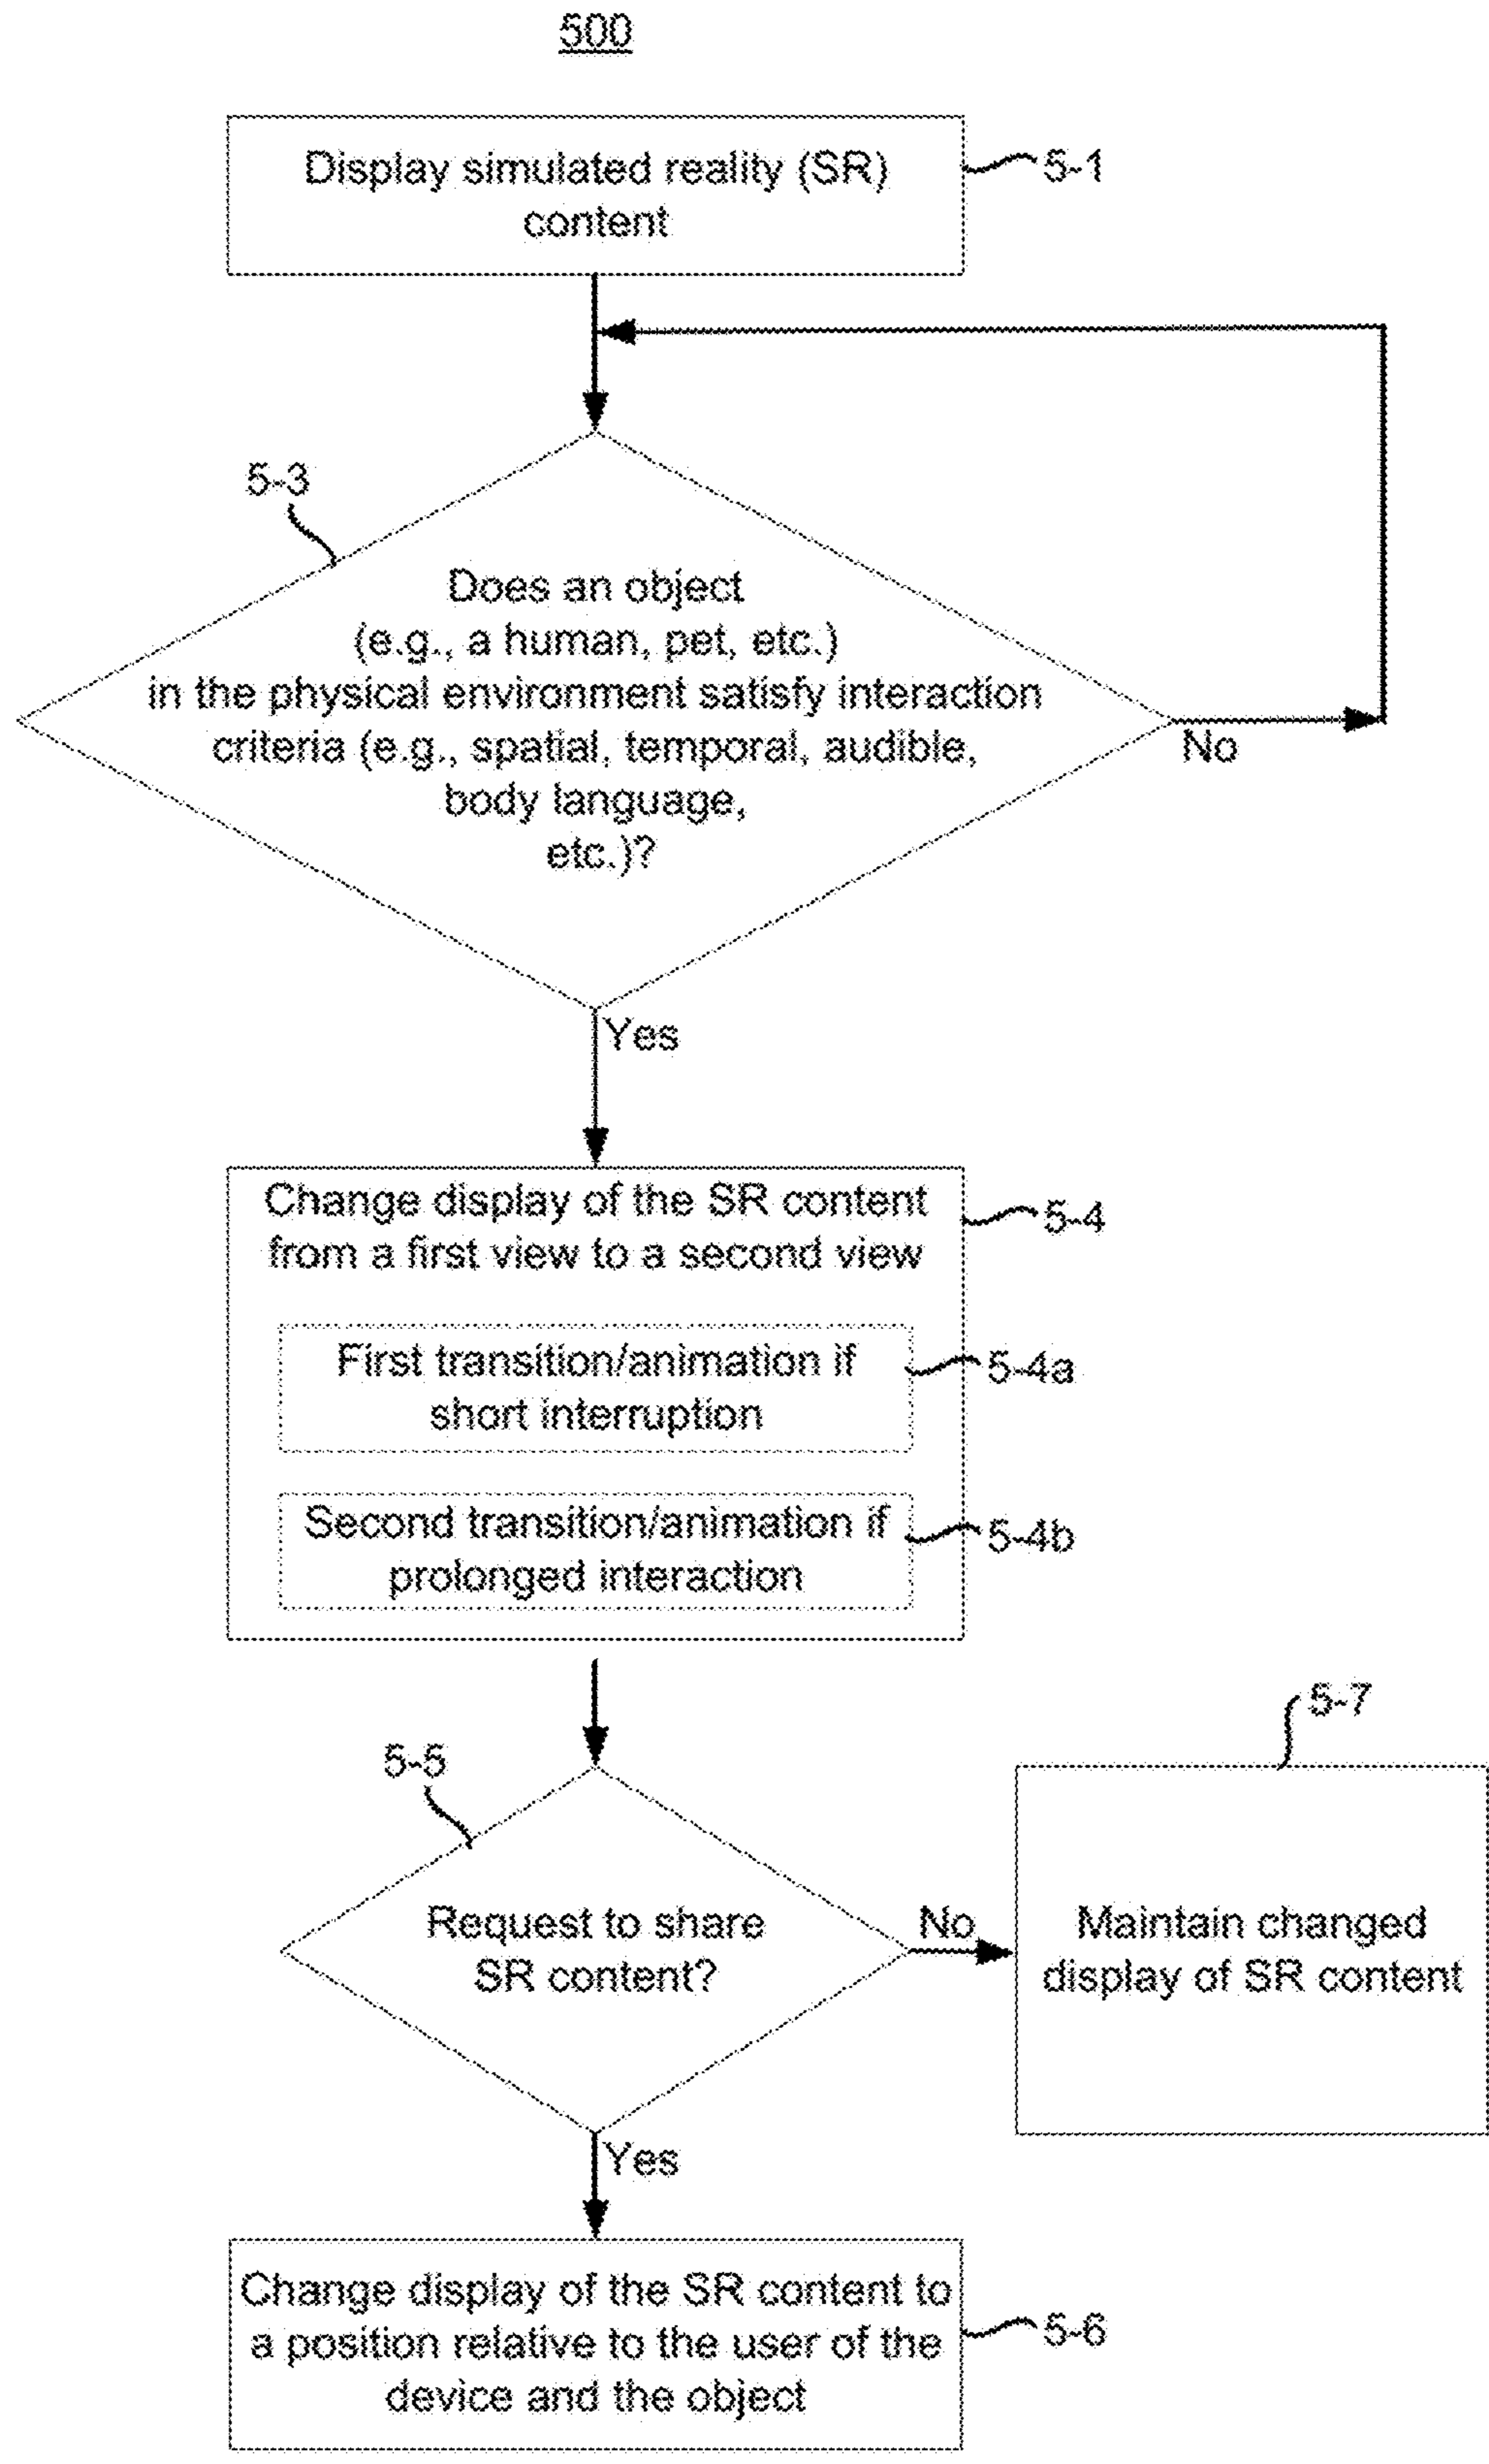 500
Display simulated reality (SR)
content
5-1
5-3
Does an object
(e.g., a human, pet, etc.)
in the physical environment satisfy interaction
criteria (e.g., spatial, temporal, audible,
body language,
etc.)?
No
Yes
Change display of the SR content
from a first view to a second view
5-4
First transition/animation if
short interruption
5-4a
Second transition/animation if
prolonged interaction
5-4b
5-5
Request to share
SR content?
No
5-7
Maintain changed
display of SR content
Yes
Change display of the SR content to
a position relative to the user of the
device and the object
5-6